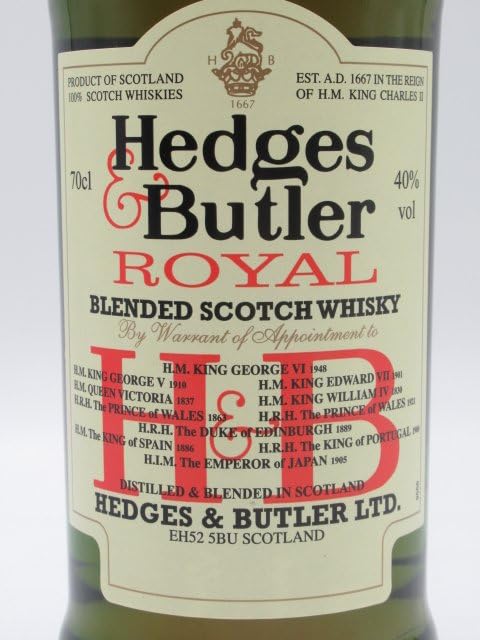 H B
1667
PRODUCT OF SCOTLAND
100% SCOTCH WHISKIES
EST. A.D. 1667 IN THE REIGN
OF H.M. KING CHARLES II
Hedges
& Butler
70cl
40%
vol
ROYAL
BLENDED SCOTCH WHISKY
By Warrant of Appointment to
H&B
H.M. KING GEORGE VI 1948
H.M. KING GEORGE V 1910
H.M. KING EDWARD VII 1901
H.M. QUEEN VICTORIA 1837
H.M. KING WILLIAM IV 1830
H.R.H. The PRINCE of WALES 1863
H.R.H. The PRINCE of WALES 1921
H.R.H. The DUKE of EDINBURGH 1889
H.M. The KING of SPAIN 1886
H.R.H. The KING of PORTUGAL
H.I.M. The EMPEROR of JAPAN 1905
DISTILLED & BLENDED IN SCOTLAND
HEDGES & BUTLER LTD.
EH52 5BU SCOTLAND